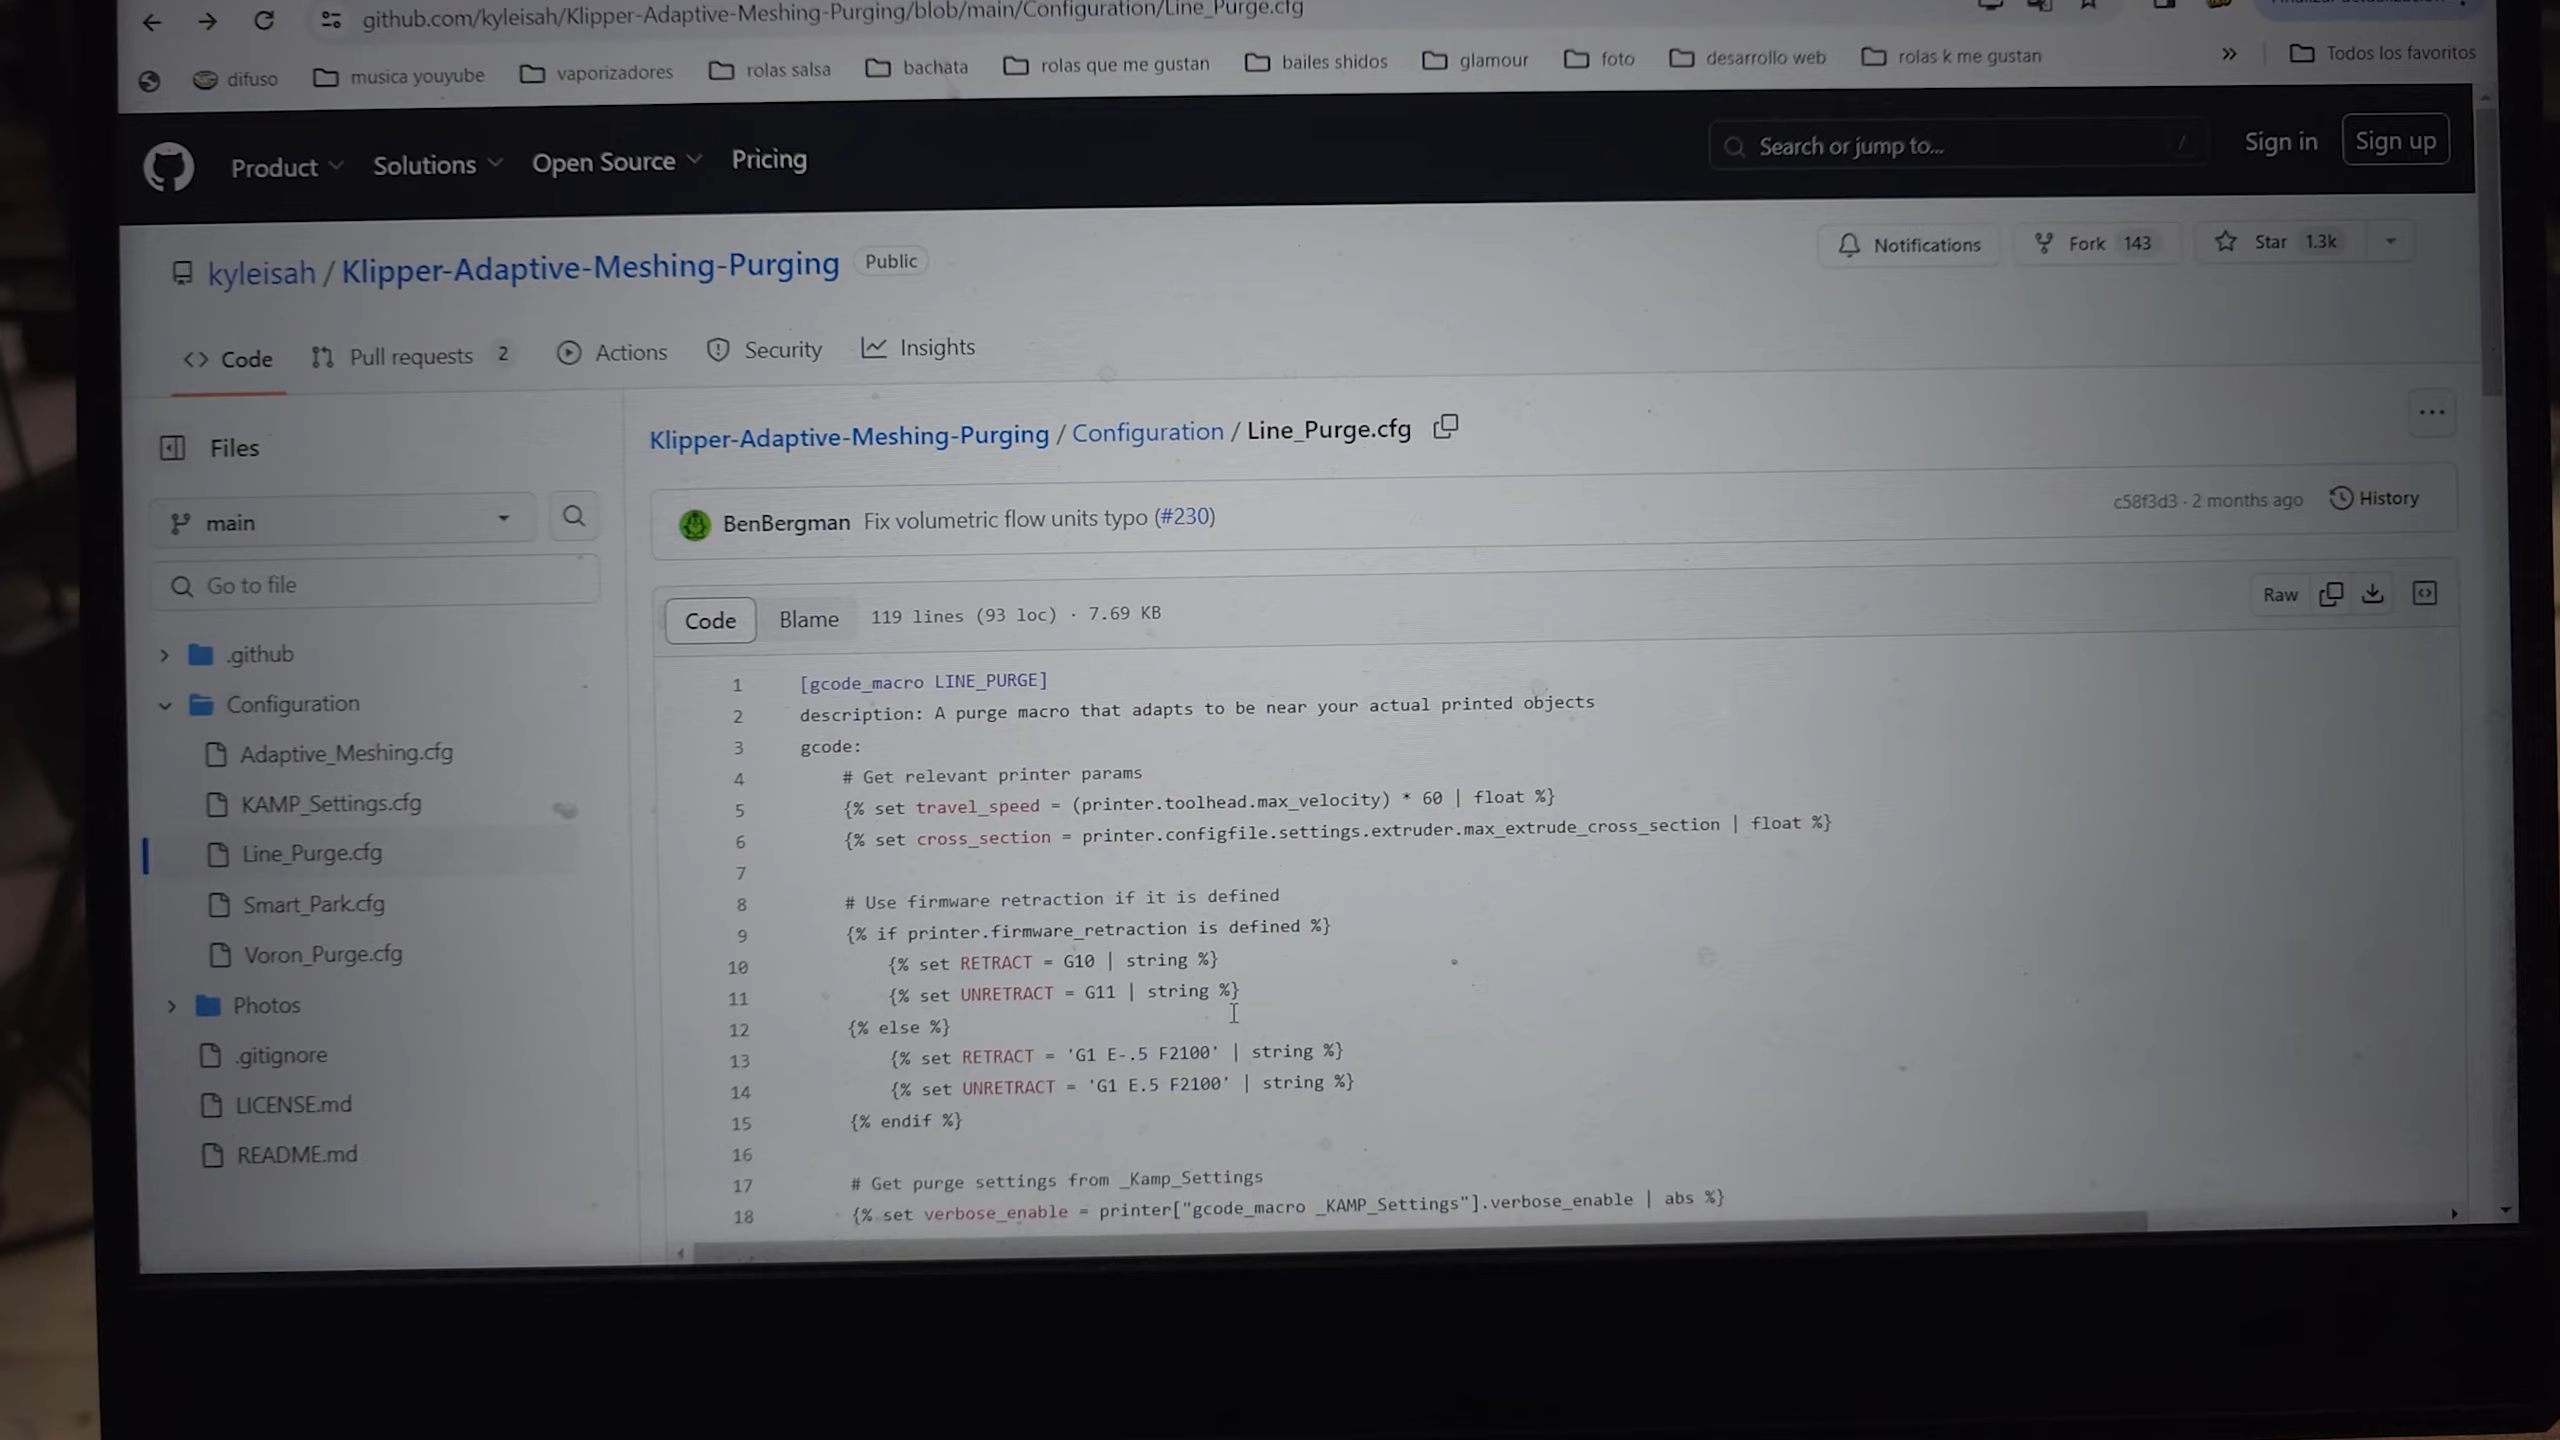 github.com/kyleisah/Klipper-Adaptive-Meshing-Purging/blob/main/Configuration/Line_Purge.cfg
difuso musica youyube vaporizadores rolas salsa bachata rolas que me gustan bailes shidos glamour foto desarrollo web rolas k me gustan » Todos los favoritos
Product Solutions Open Source Pricing Search or jump to... / Sign in Sign up
kyleisah / Klipper-Adaptive-Meshing-Purging Public Notifications Fork 143 Star 1.3k
Code Pull requests 2 Actions Security Insights
Files
main
Go to file
.github
Configuration
Adaptive_Meshing.cfg
KAMP_Settings.cfg
Line_Purge.cfg
Smart_Park.cfg
Voron_Purge.cfg
Photos
.gitignore
LICENSE.md
README.md
Klipper-Adaptive-Meshing-Purging / Configuration / Line_Purge.cfg
BenBergman Fix volumetric flow units typo (#230) c58f3d3 · 2 months ago History
Code Blame 119 lines (93 loc) · 7.69 KB Raw
1 [gcode_macro LINE_PURGE]
2 description: A purge macro that adapts to be near your actual printed objects
3 gcode:
4 # Get relevant printer params
5 {% set travel_speed = (printer.toolhead.max_velocity) * 60 | float %}
6 {% set cross_section = printer.configfile.settings.extruder.max_extrude_cross_section | float %}
7
8 # Use firmware retraction if it is defined
9 {% if printer.firmware_retraction is defined %}
10 {% set RETRACT = G10 | string %}
11 {% set UNRETRACT = G11 | string %}
12 {% else %}
13 {% set RETRACT = 'G1 E-.5 F2100' | string %}
14 {% set UNRETRACT = 'G1 E.5 F2100' | string %}
15 {% endif %}
16
17 # Get purge settings from _Kamp_Settings
18 {% set verbose_enable = printer["gcode_macro _KAMP_Settings"].verbose_enable | abs %}